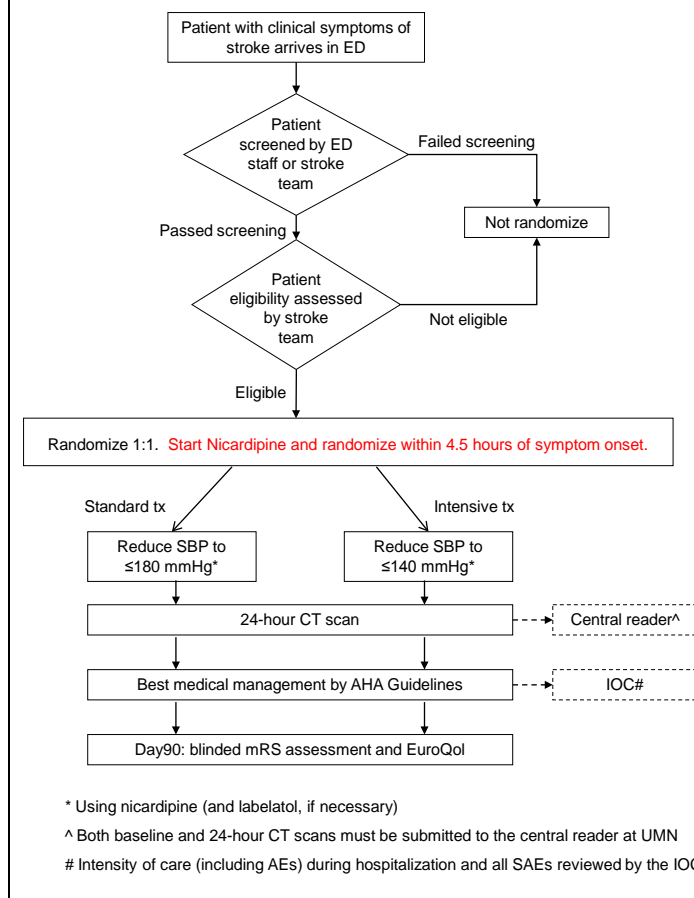 Patient with clinical symptoms of
stroke arrives in ED
Patient
screened by ED
staff or stroke
team
Failed screening
Not randomize
Passed screening
Patient
eligibility assessed
by stroke
team
Not eligible
Eligible
Randomize 1:1. Start Nicardipine and randomize within 4.5 hours of symptom onset.
Standard tx
Intensive tx
Reduce SBP to
≤180 mmHg*
Reduce SBP to
≤140 mmHg*
24-hour CT scan
Central reader^
Best medical management by AHA Guidelines
IOC#
Day90: blinded mRS assessment and EuroQol
* Using nicardipine (and labelatol, if necessary)
^ Both baseline and 24-hour CT scans must be submitted to the central reader at UMN
# Intensity of care (including AEs) during hospitalization and all SAEs reviewed by the IOC